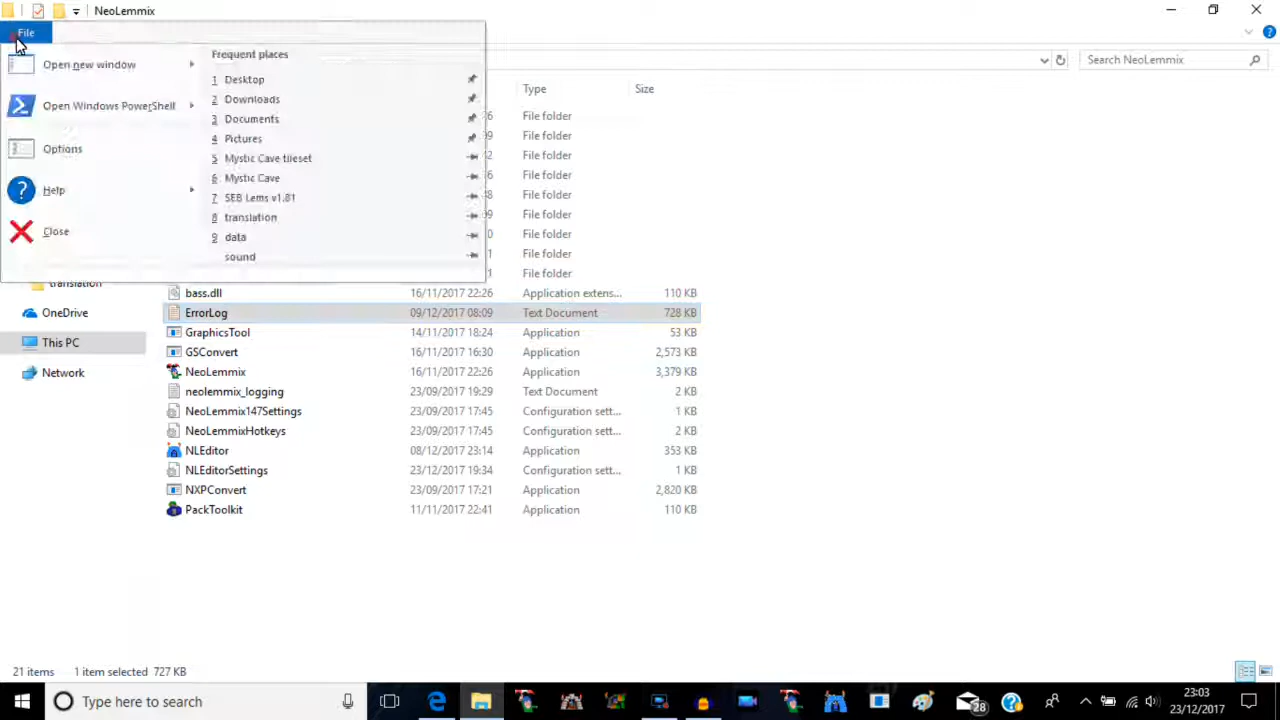 NeoLemmix
File
Search NeoLemmix
Open new window
Open Windows PowerShell
Options
Help
Close
Frequent places
1 Desktop
2 Downloads
3 Documents
4 Pictures
5 Mystic Cave tileset
6 Mystic Cave
7 SEB Lems v1.81
8 translation
9 data
sound
Type Size
6 File folder
9 File folder
2 File folder
6 File folder
8 File folder
9 File folder
0 File folder
1 File folder
1 File folder
translation
OneDrive
This PC
Network
bass.dll 16/11/2017 22:26 Application extens... 110 KB
ErrorLog 09/12/2017 08:09 Text Document 728 KB
GraphicsTool 14/11/2017 18:24 Application 53 KB
GSConvert 16/11/2017 16:30 Application 2,573 KB
NeoLemmix 16/11/2017 22:26 Application 3,379 KB
neolemmix_logging 23/09/2017 19:29 Text Document 2 KB
NeoLemmix147Settings 23/09/2017 17:45 Configuration sett... 1 KB
NeoLemmixHotkeys 23/09/2017 17:45 Configuration sett... 2 KB
NLEditor 08/12/2017 23:14 Application 353 KB
NLEditorSettings 23/12/2017 19:34 Configuration sett... 1 KB
NXPConvert 23/09/2017 17:21 Application 2,820 KB
PackToolkit 11/11/2017 22:41 Application 110 KB
21 items 1 item selected 727 KB
Type here to search
28
23:03
23/12/2017